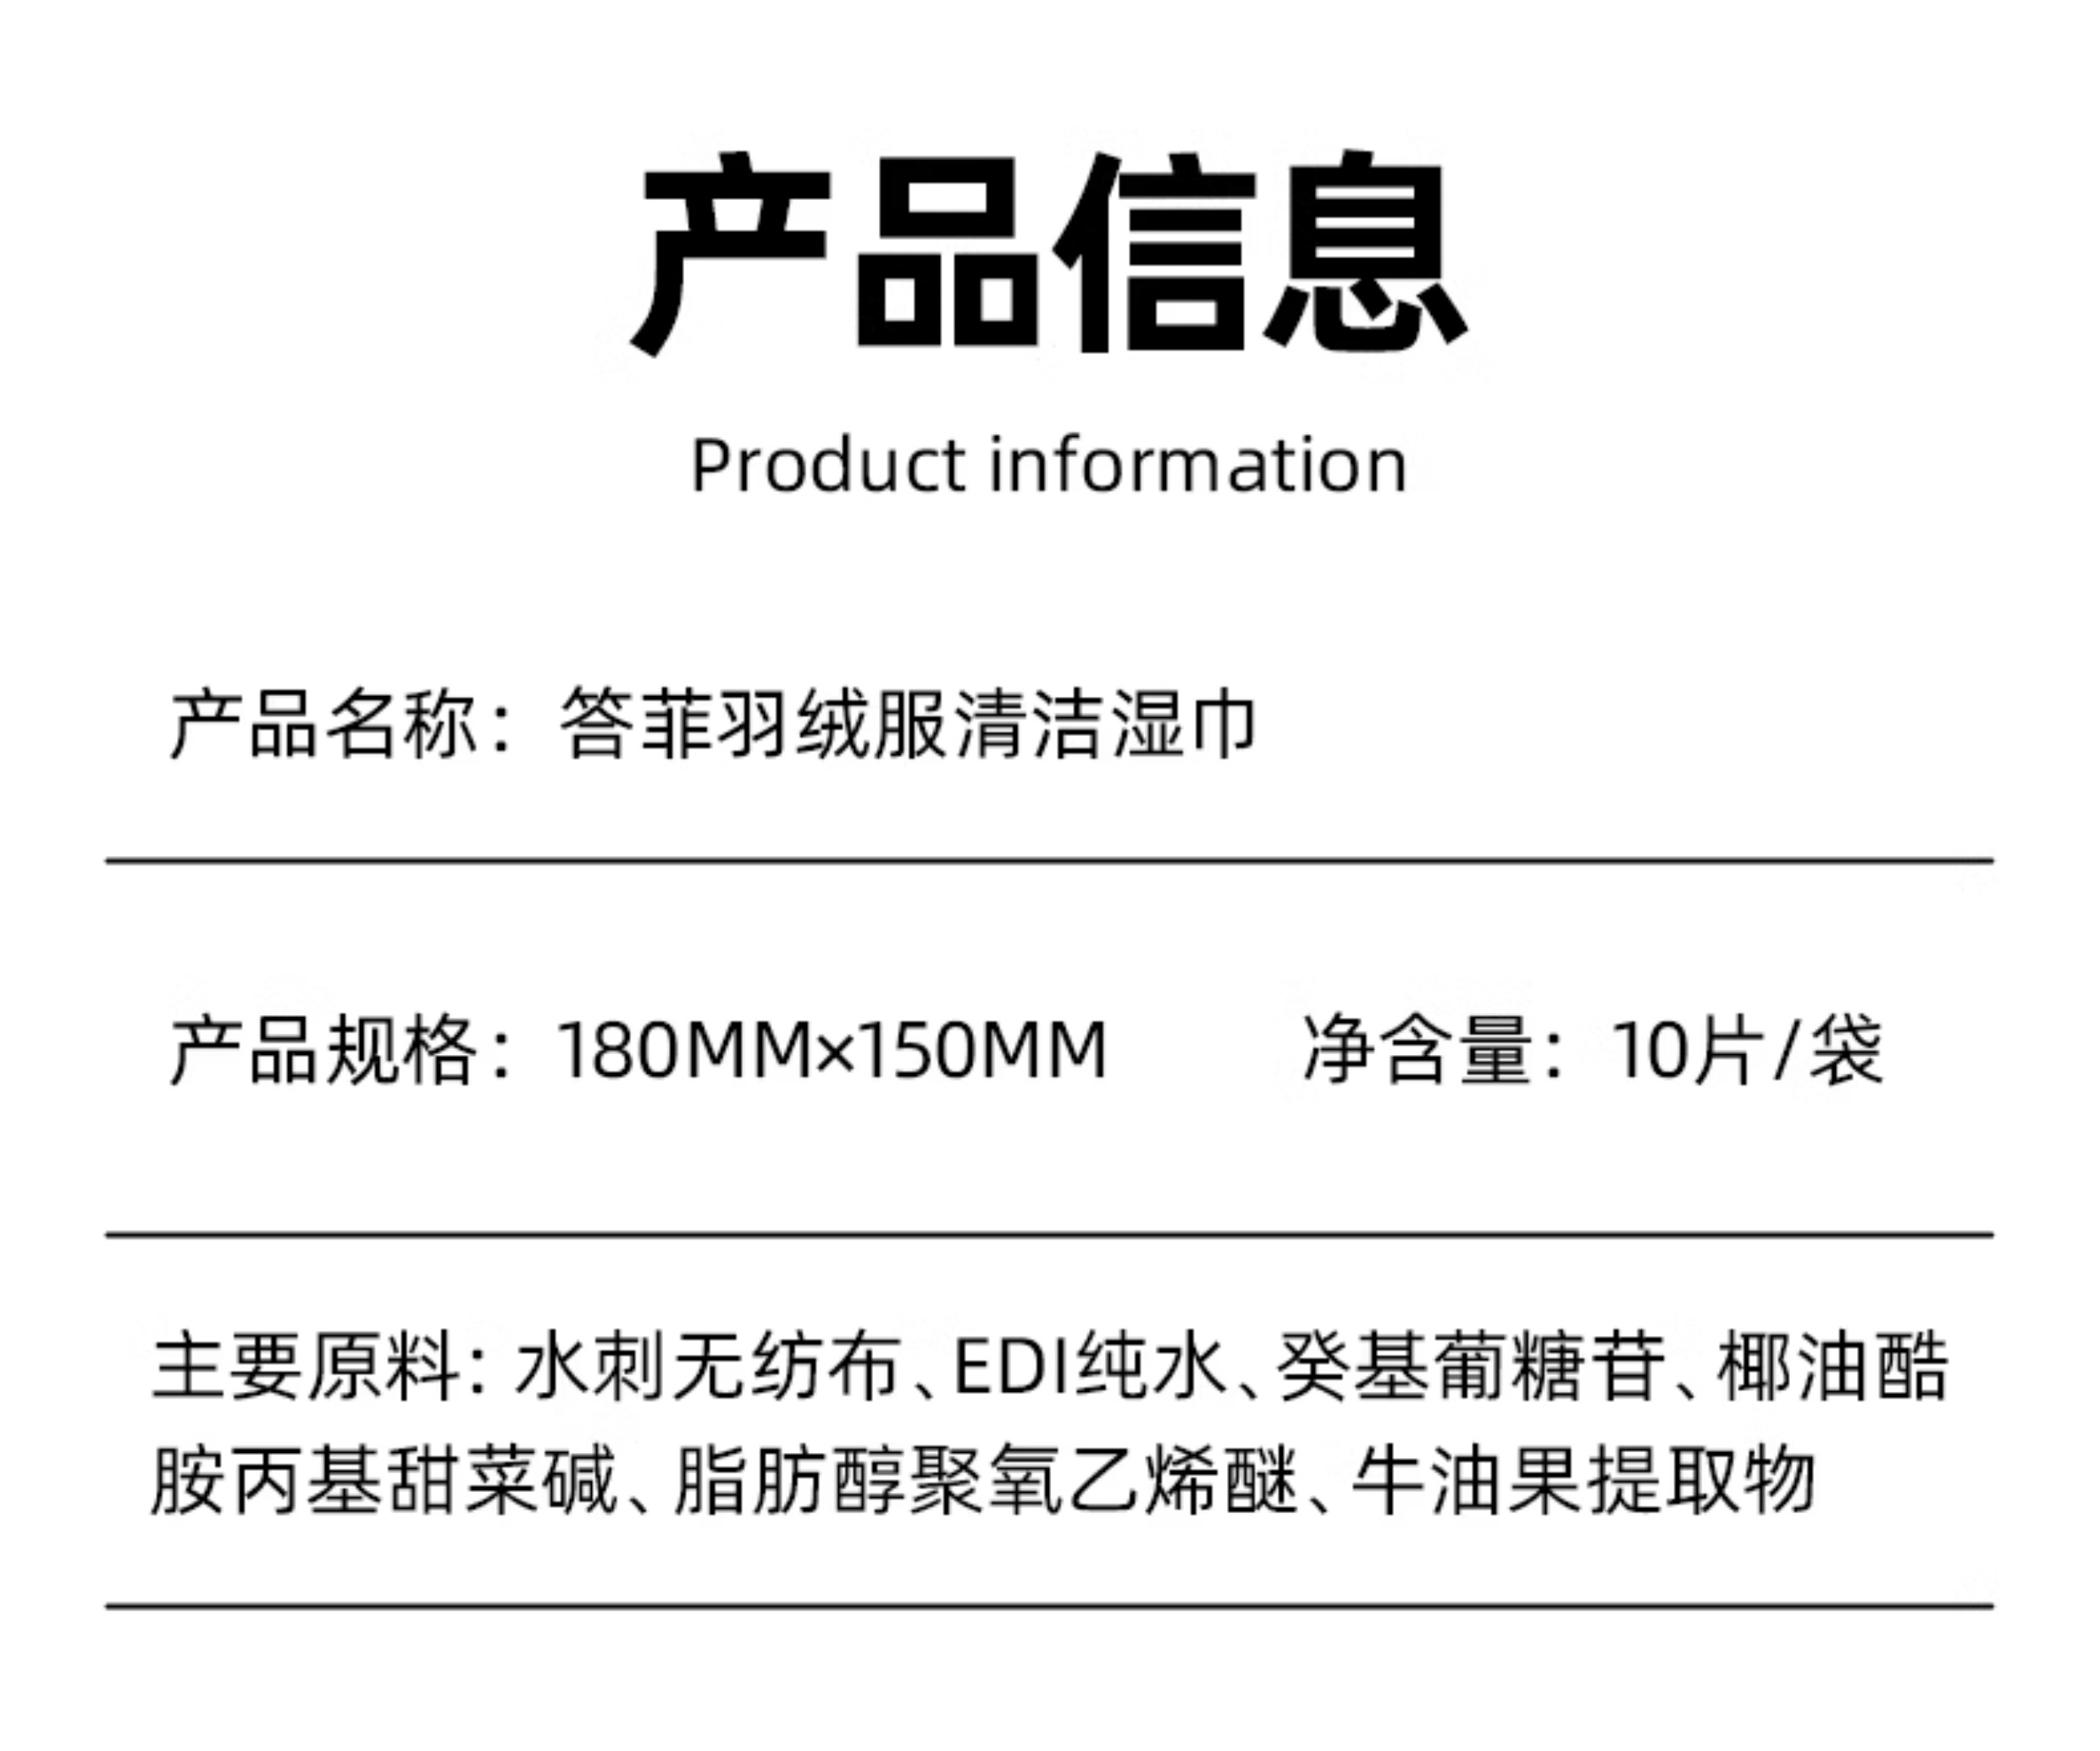 产品信息
Product information
产品名称：答菲羽绒服清洁湿巾
产品规格：180MM×150MM 净含量：10片/袋
主要原料：水刺无纺布、EDI纯水、癸基葡糖苷、椰油酷
胺丙基甜菜碱、脂肪醇聚氧乙烯醚、牛油果提取物